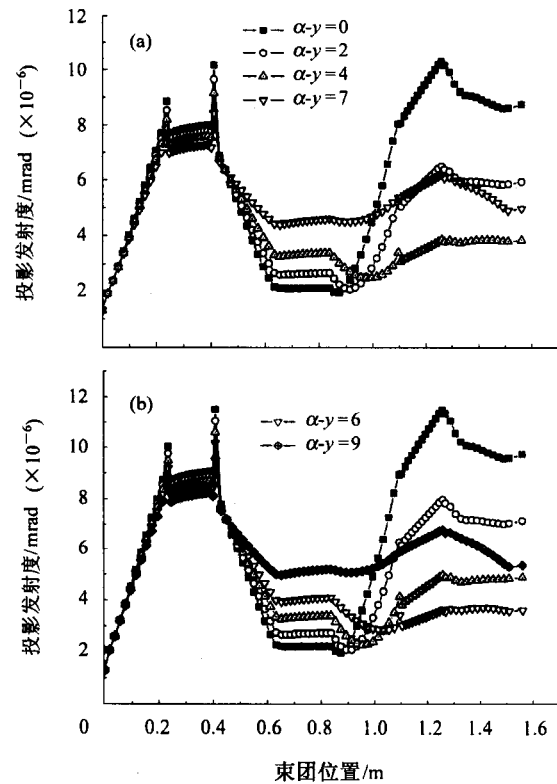 12
(a)
α-y=0
α-y=2
α-y=4
α-y=7
10
8
6
4
2
投影发射度/mrad (×10⁻⁶)
12
(b)
α-y=6
α-y=9
10
8
6
4
2
投影发射度/mrad (×10⁻⁶)
0 0.2 0.4 0.6 0.8 1.0 1.2 1.4 1.6
束团位置/m